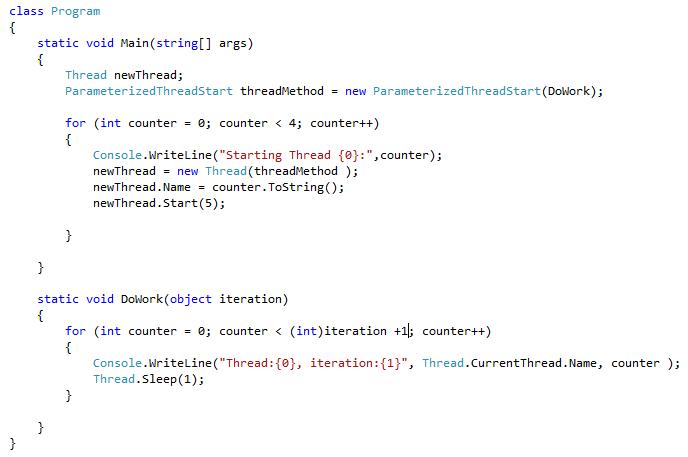 class Program
{
    static void Main(string[] args)
    {
        Thread newThread;
        ParameterizedThreadStart threadMethod = new ParameterizedThreadStart(DoWork);

        for (int counter = 0; counter < 4; counter++)
        {
            Console.WriteLine("Starting Thread {0}:",counter);
            newThread = new Thread(threadMethod );
            newThread.Name = counter.ToString();
            newThread.Start(5);

        }

    }

    static void DoWork(object iteration)
    {
        for (int counter = 0; counter < (int)iteration +1; counter++)
        {
            Console.WriteLine("Thread:{0}, iteration:{1}", Thread.CurrentThread.Name, counter );
            Thread.Sleep(1);
        }

    }
}